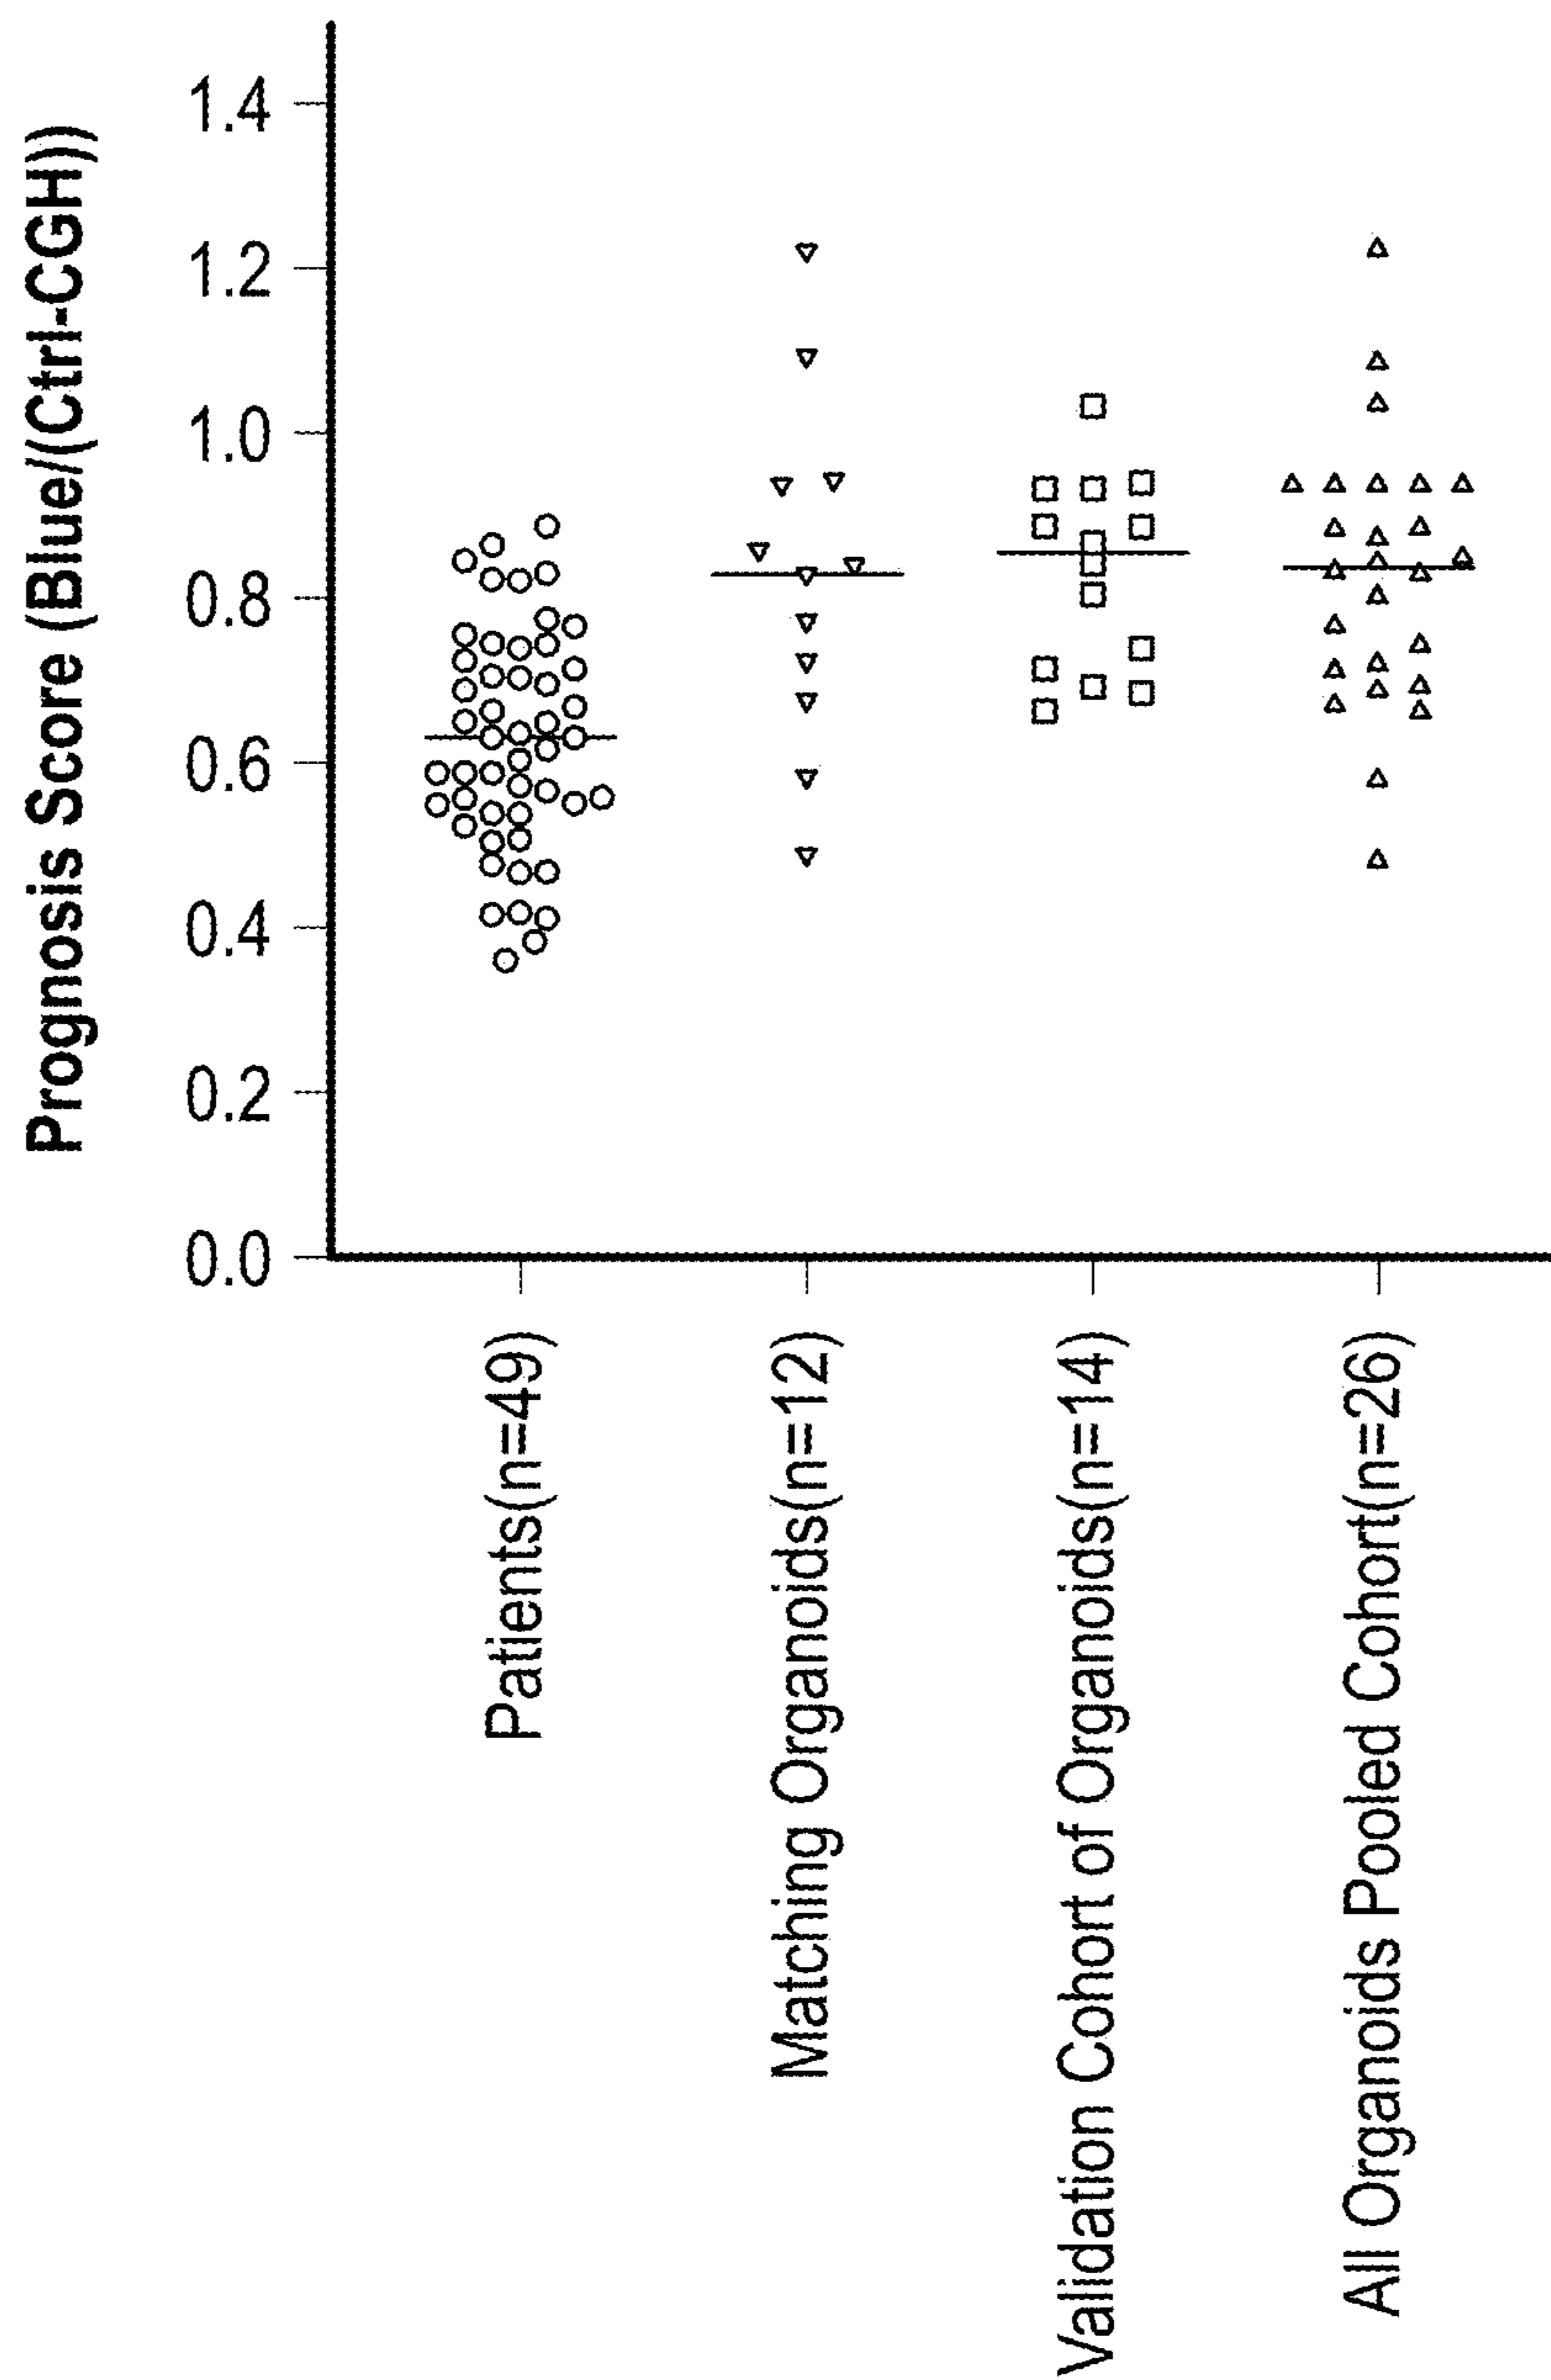 Prognosis Score (Blue/(Ctrl-CGH))
1.4
1.2
1.0
0.8
0.6
0.4
0.2
0.0
Patients(n=49)
Matching Organoids(n=12)
Validation Cohort of Organoids(n=14)
All Organoids Pooled Cohort(n=26)